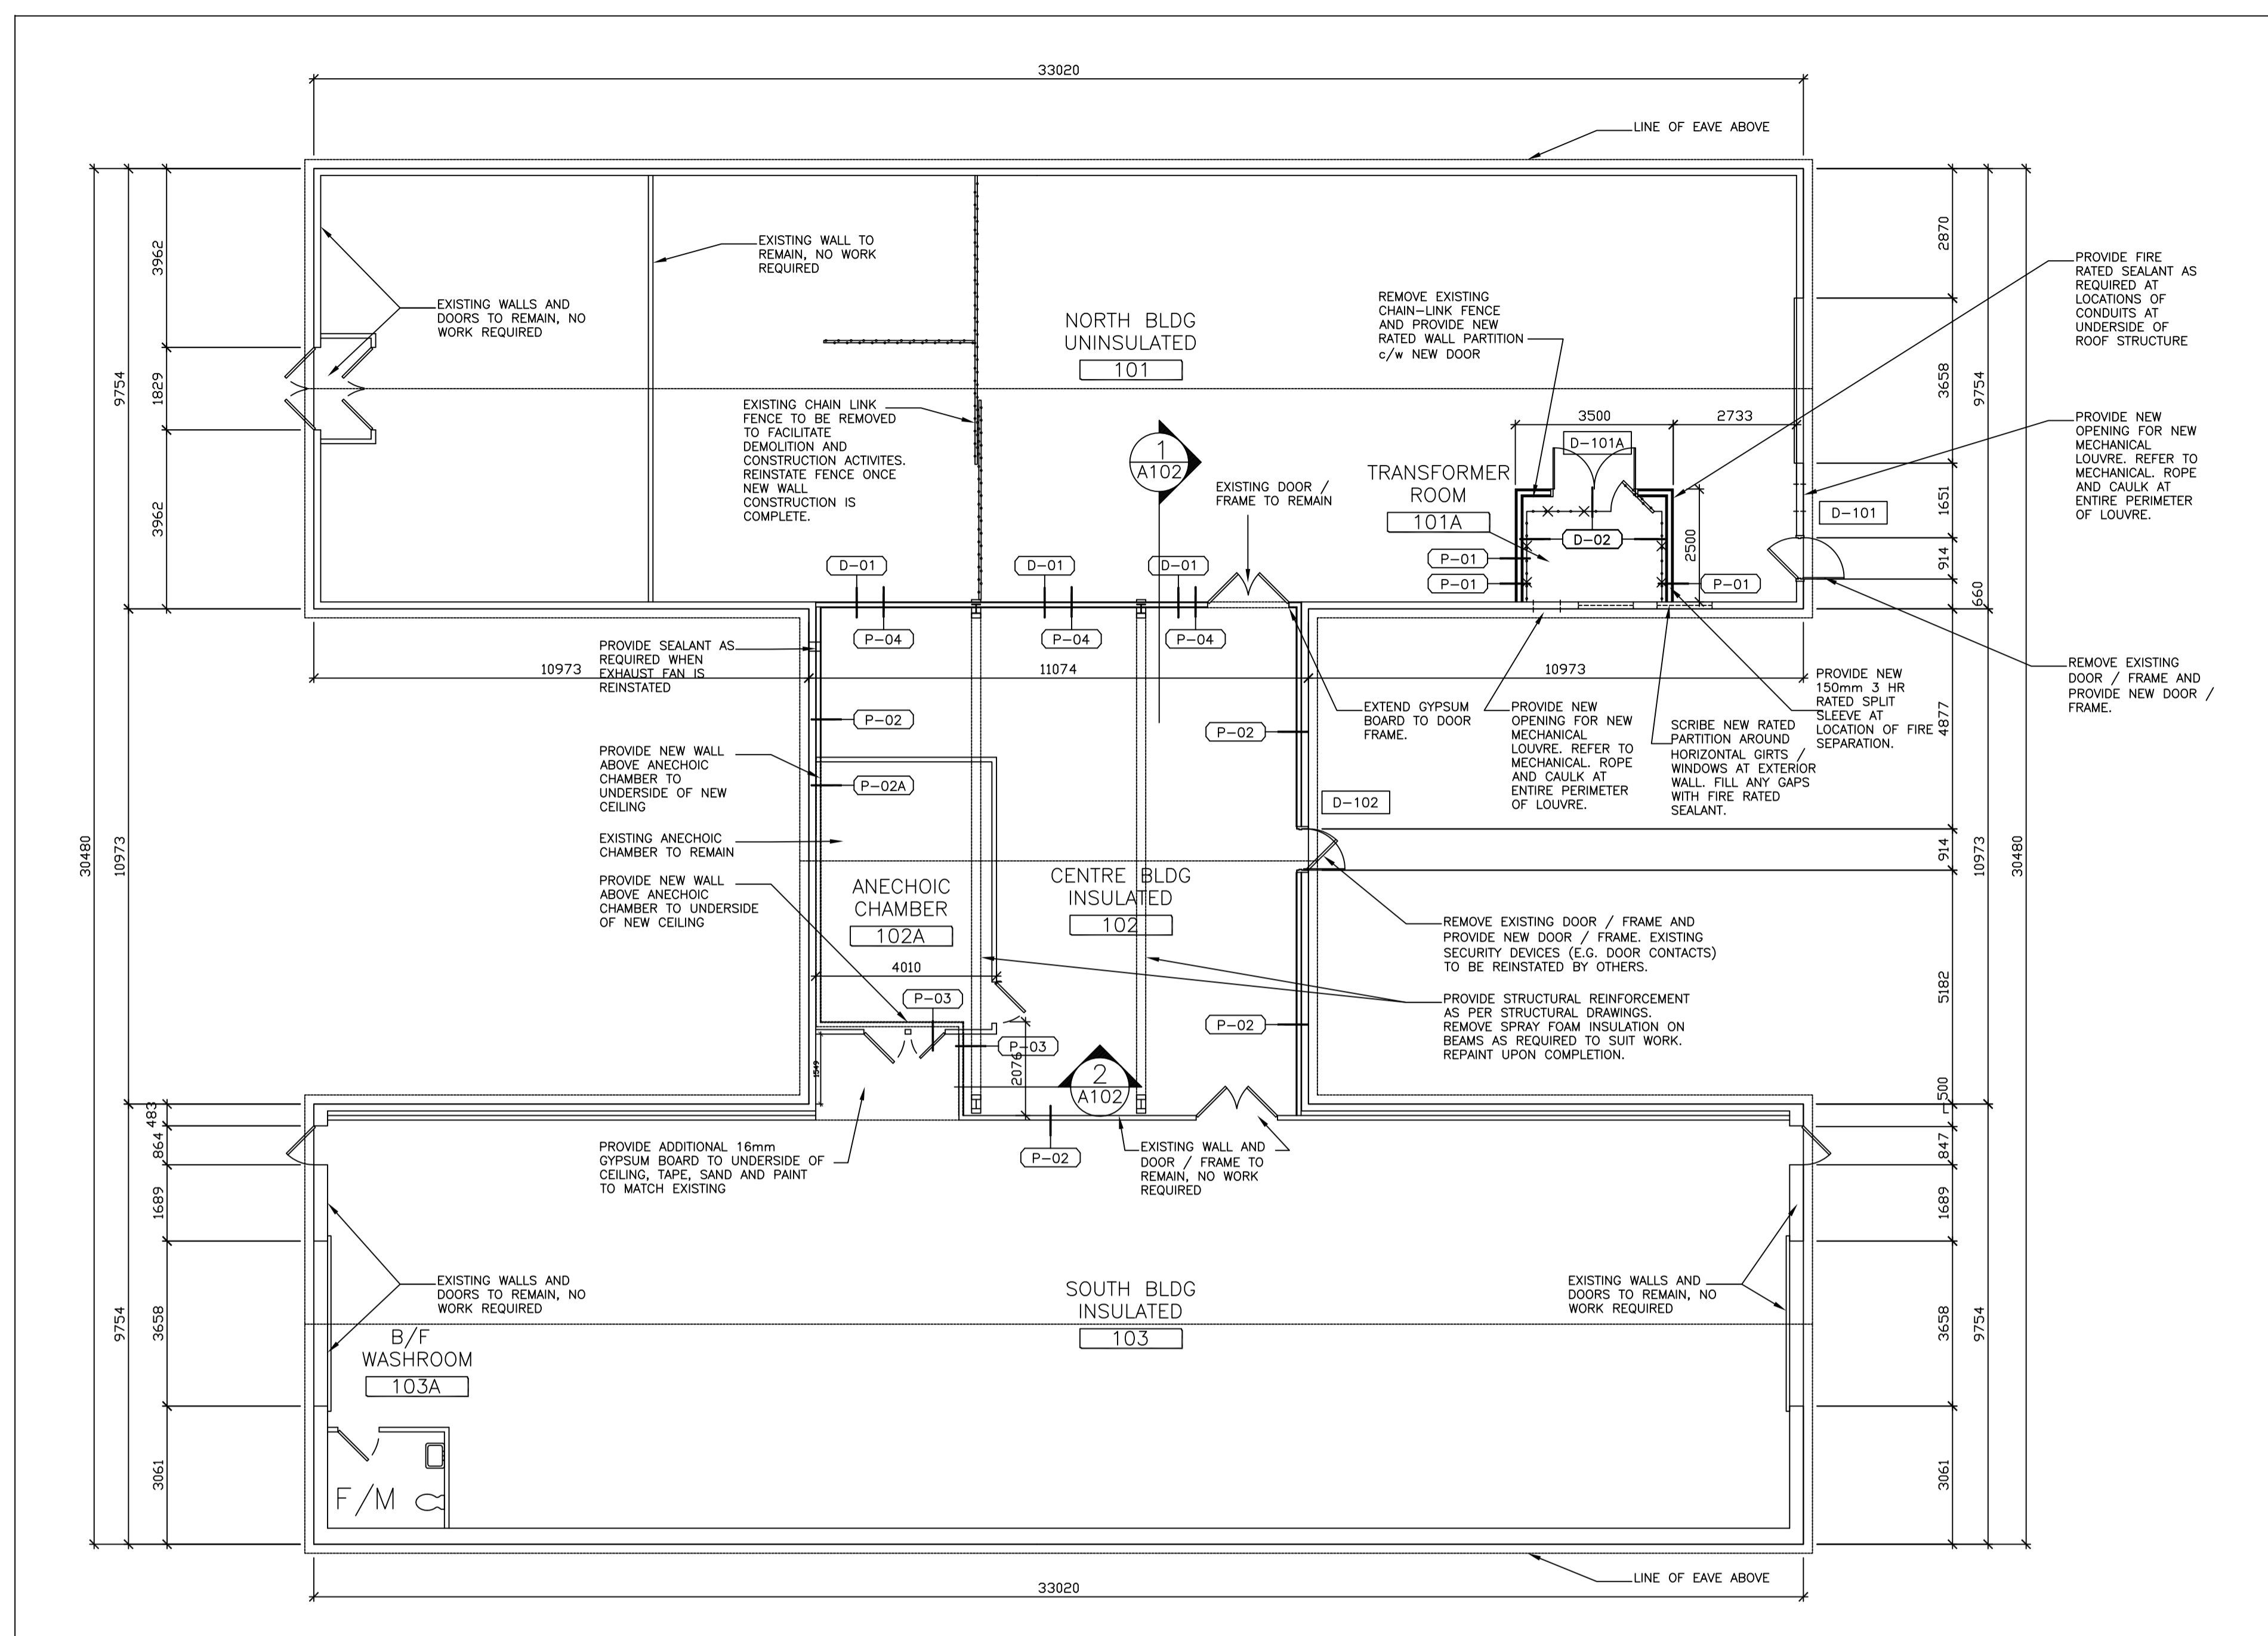 33020
LINE OF EAVE ABOVE
30480
9754
10973
9754
3962
1829
3962
EXISTING WALLS AND
DOORS TO REMAIN, NO
WORK REQUIRED
EXISTING WALL TO
REMAIN, NO WORK
REQUIRED
EXISTING CHAIN LINK
FENCE TO BE REMOVED
TO FACILITATE
DEMOLITION AND
CONSTRUCTION ACTIVITES.
REINSTATE FENCE ONCE
NEW WALL
CONSTRUCTION IS
COMPLETE.
NORTH BLDG
UNINSULATED
101
1
A102
EXISTING DOOR /
FRAME TO REMAIN
REMOVE EXISTING
CHAIN-LINK FENCE
AND PROVIDE NEW
RATED WALL PARTITION
c/w NEW DOOR
3500
2733
D-101A
TRANSFORMER
ROOM
101A
D-02
2500
P-01
P-01
P-01
D-101
2870
3658
1651
914
660
9754
PROVIDE FIRE
RATED SEALANT AS
REQUIRED AT
LOCATIONS OF
CONDUITS AT
UNDERSIDE OF
ROOF STRUCTURE
PROVIDE NEW
OPENING FOR NEW
MECHANICAL
LOUVRE. REFER TO
MECHANICAL. ROPE
AND CAULK AT
ENTIRE PERIMETER
OF LOUVRE.
REMOVE EXISTING
DOOR / FRAME AND
PROVIDE NEW DOOR /
FRAME.
D-01
D-01
D-01
P-04
P-04
P-04
10973
11074
10973
PROVIDE SEALANT AS
REQUIRED WHEN
EXHAUST FAN IS
REINSTATED
P-02
PROVIDE NEW WALL
ABOVE ANECHOIC
CHAMBER TO
UNDERSIDE OF NEW
CEILING
P-02A
EXISTING ANECHOIC
CHAMBER TO REMAIN
PROVIDE NEW WALL
ABOVE ANECHOIC
CHAMBER TO UNDERSIDE
OF NEW CEILING
ANECHOIC
CHAMBER
102A
4010
P-03
P-03
2076
1549
CENTRE BLDG
INSULATED
102
P-02
P-02
EXTEND GYPSUM
BOARD TO DOOR
FRAME.
PROVIDE NEW
OPENING FOR NEW
MECHANICAL
LOUVRE. REFER TO
MECHANICAL. ROPE
AND CAULK AT
ENTIRE PERIMETER
OF LOUVRE.
SCRIBE NEW RATED
PARTITION AROUND
HORIZONTAL GIRTS /
WINDOWS AT EXTERIOR
WALL. FILL ANY GAPS
WITH FIRE RATED
SEALANT.
PROVIDE NEW
150mm 3 HR
RATED SPLIT
SLEEVE AT
LOCATION OF FIRE
SEPARATION.
D-102
4877
914
5182
10973
30480
REMOVE EXISTING DOOR / FRAME AND
PROVIDE NEW DOOR / FRAME. EXISTING
SECURITY DEVICES (E.G. DOOR CONTACTS)
TO BE REINSTATED BY OTHERS.
PROVIDE STRUCTURAL REINFORCEMENT
AS PER STRUCTURAL DRAWINGS.
REMOVE SPRAY FOAM INSULATION ON
BEAMS AS REQUIRED TO SUIT WORK.
REPAINT UPON COMPLETION.
2
A102
P-02
PROVIDE ADDITIONAL 16mm
GYPSUM BOARD TO UNDERSIDE OF
CEILING, TAPE, SAND AND PAINT
TO MATCH EXISTING
EXISTING WALL AND
DOOR / FRAME TO
REMAIN, NO WORK
REQUIRED
483
864
1689
3658
3061
EXISTING WALLS AND
DOORS TO REMAIN, NO
WORK REQUIRED
B/F
WASHROOM
103A
F/M
SOUTH BLDG
INSULATED
103
EXISTING WALLS AND
DOORS TO REMAIN, NO
WORK REQUIRED
500
847
1689
3658
3061
9754
LINE OF EAVE ABOVE
33020